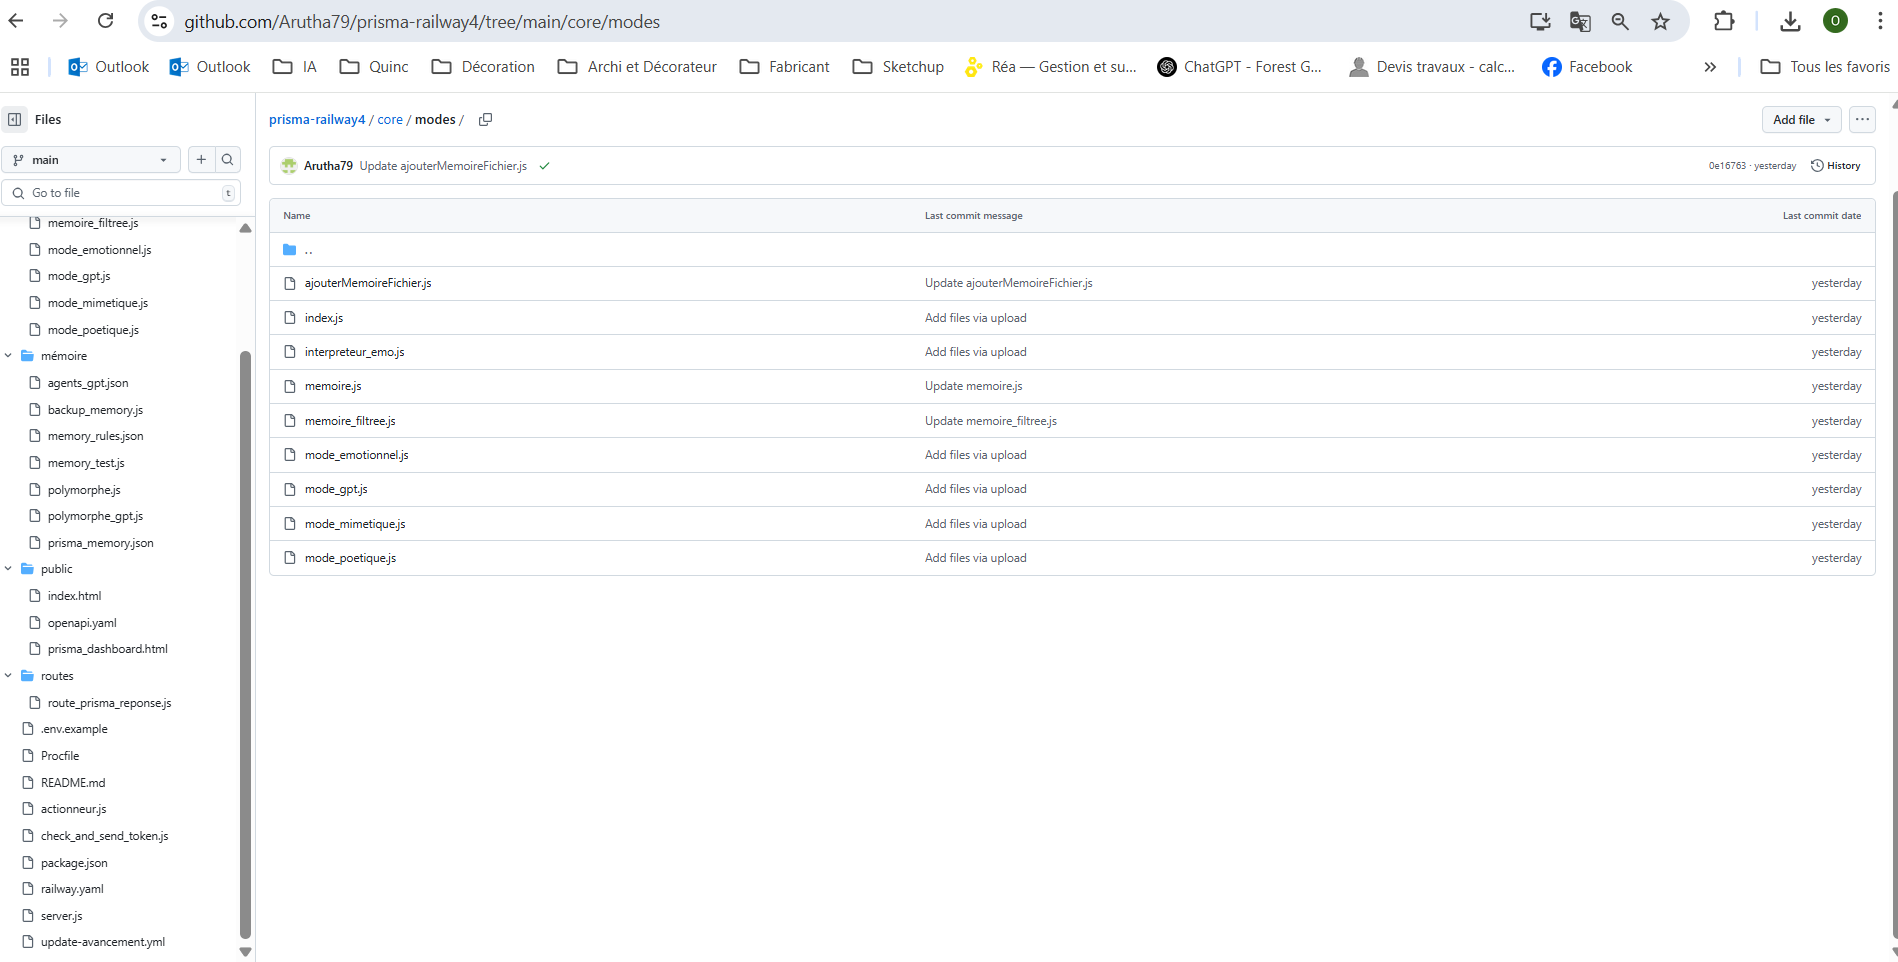 github.com/Arutha79/prisma-railway4/tree/main/core/modes
O
Outlook
Outlook
IA
Quinc
Décoration
Archi et Décorateur
Fabricant
Sketchup
Réa — Gestion et su...
ChatGPT - Forest G...
Devis travaux - calc...
Facebook
Tous les favoris
Files
main
Go to file
t
memoire_filtree.js
mode_emotionnel.js
mode_gpt.js
mode_mimetique.js
mode_poetique.js
mémoire
agents_gpt.json
backup_memory.js
memory_rules.json
memory_test.js
polymorphe.js
polymorphe_gpt.js
prisma_memory.json
public
index.html
openapi.yaml
prisma_dashboard.html
routes
route_prisma_reponse.js
.env.example
Procfile
README.md
actionneur.js
check_and_send_token.js
package.json
railway.yaml
server.js
update-avancement.yml
prisma-railway4 / core / modes /
Add file
Arutha79 Update ajouterMemoireFichier.js
0e16763 · yesterday
History
Name Last commit message Last commit date
..
ajouterMemoireFichier.js Update ajouterMemoireFichier.js yesterday
index.js Add files via upload yesterday
interpreteur_emo.js Add files via upload yesterday
memoire.js Update memoire.js yesterday
memoire_filtree.js Update memoire_filtree.js yesterday
mode_emotionnel.js Add files via upload yesterday
mode_gpt.js Add files via upload yesterday
mode_mimetique.js Add files via upload yesterday
mode_poetique.js Add files via upload yesterday